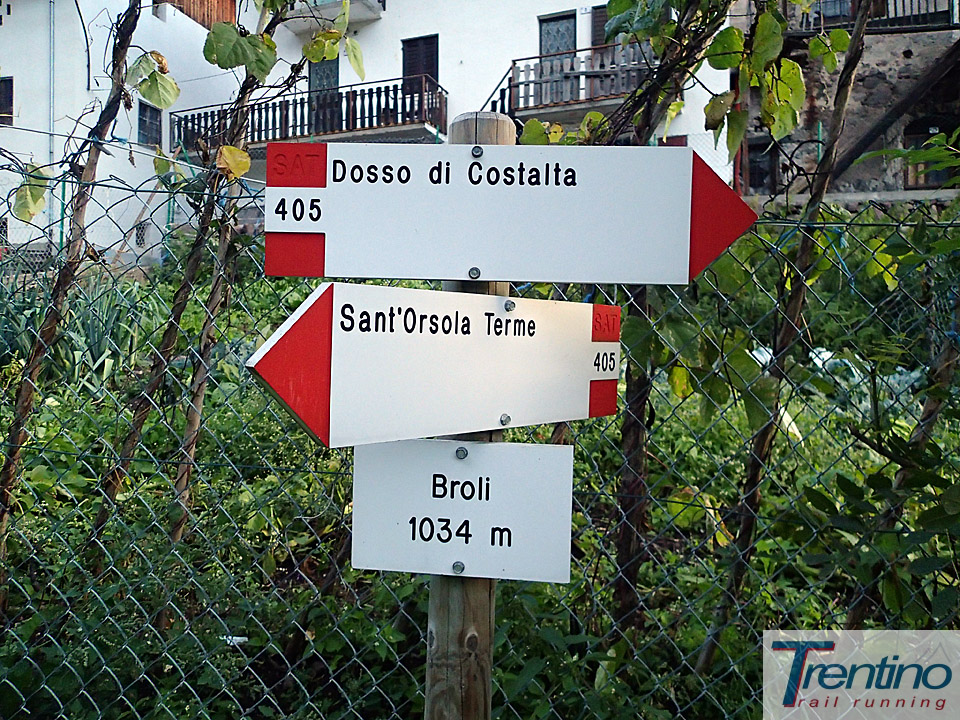 SAT
Dosso di Costalta
405
Sant'Orsola Terme
SAT
405
Broli
1034 m
Trentino
Trail running